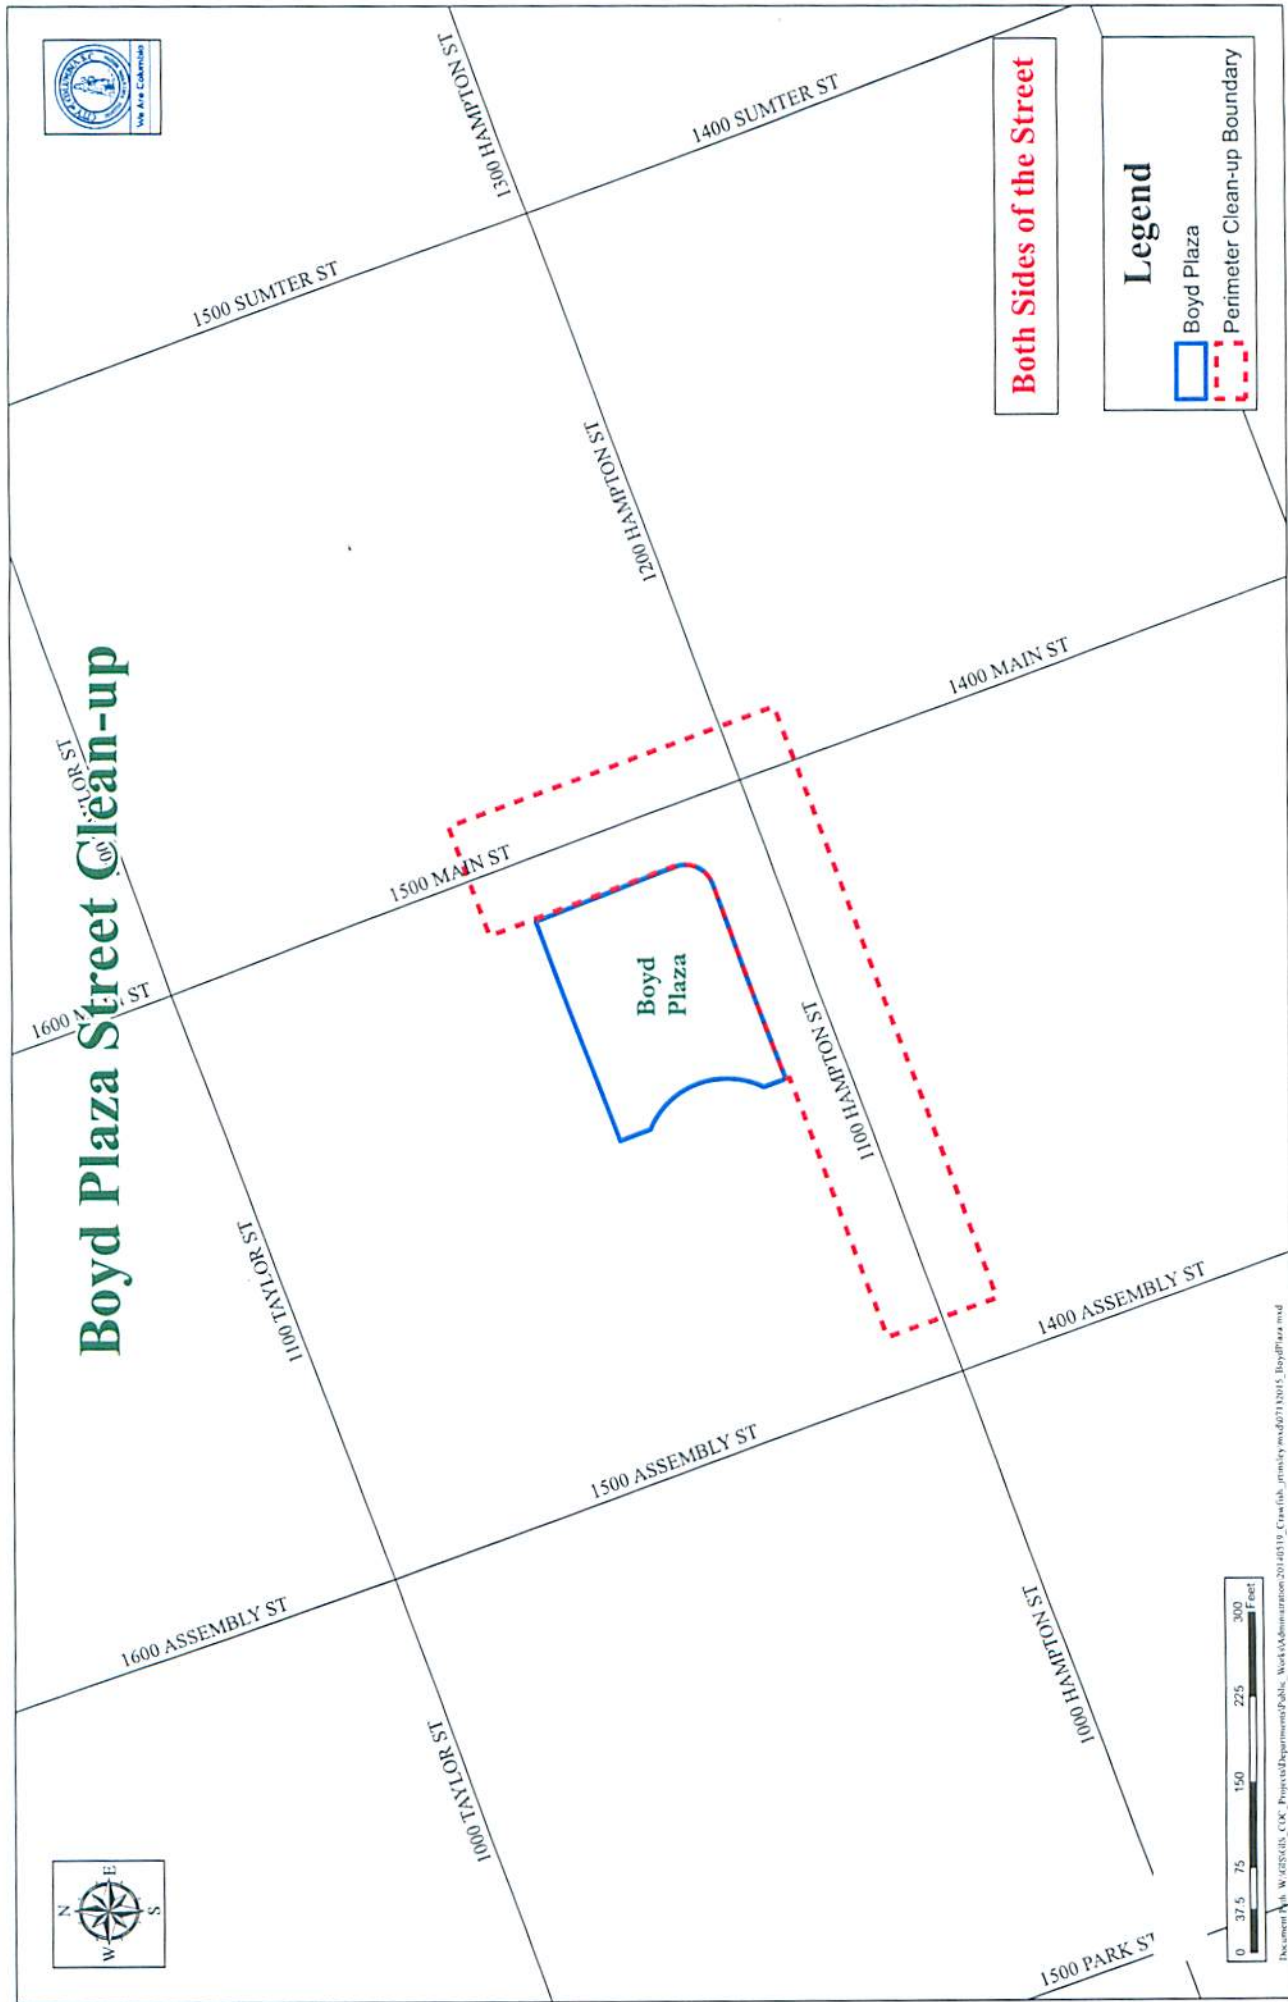 Boyd Plaza Street Clean-up
N
W
E
S
We Are Columbia
1600 ASSEMBLY ST
1100 TAYLOR ST
1500 SUMTER ST
1300 HAMPTON ST
1000 TAYLOR ST
1500 MAIN ST
1500 ASSEMBLY ST
Boyd
Plaza
1200 HAMPTON ST
1400 SUMTER ST
1100 HAMPTON ST
1400 MAIN ST
1000 HAMPTON ST
1400 ASSEMBLY ST
1500 PARK ST
Both Sides of the Street
Legend
Boyd Plaza
Perimeter Clean-up Boundary
0 37.5 75 150 225 300
Feet